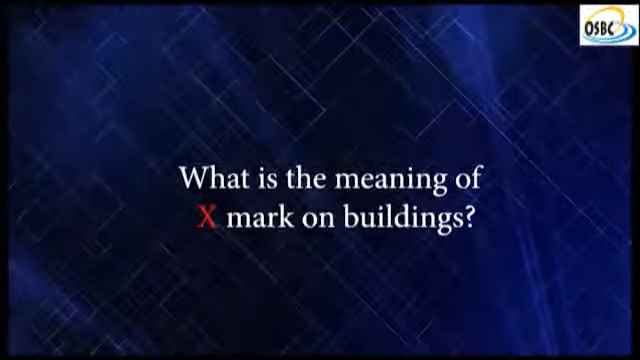 OSBC
What is the meaning of
X mark on buildings?